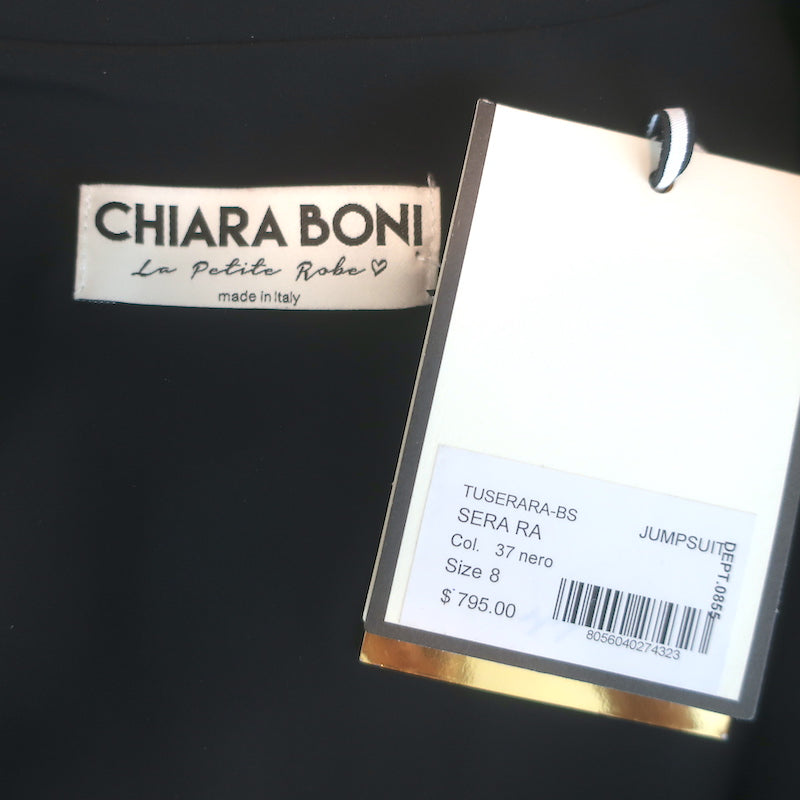 CHIARA BONI
La Petite Robe
made in Italy
TUSERARA-BS
SERA RA JUMPSUIT
Col. 37 nero
Size 8
$ 795.00
8056040274323
DEPT.0855